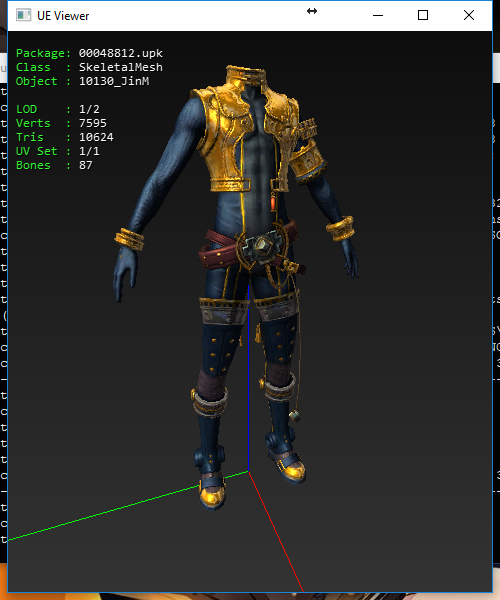 UE Viewer
Package: 00048812.upk
Class  : SkeletalMesh
Object : 10130_JinM
LOD    : 1/2
Verts  : 7595
Tris   : 10624
UV Set : 1/1
Bones  : 87